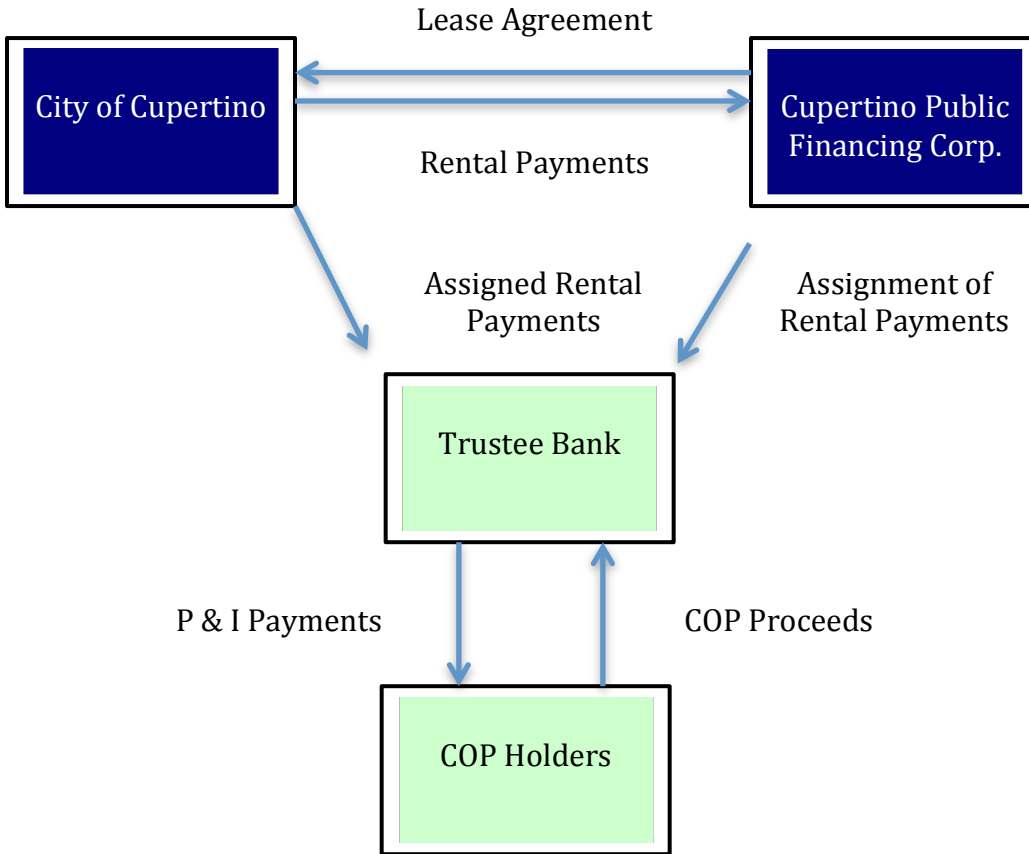 Lease Agreement
City of Cupertino
Cupertino Public
Financing Corp.
Rental Payments
Assigned Rental
Payments
Assignment of
Rental Payments
Trustee Bank
P & I Payments
COP Proceeds
COP Holders